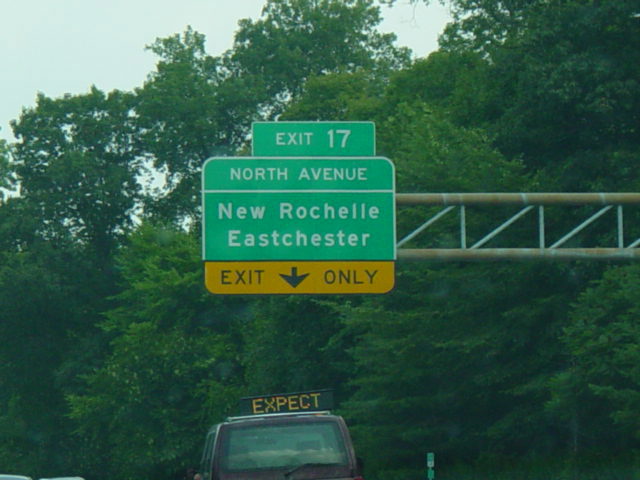 EXIT 17
NORTH AVENUE
New Rochelle
Eastchester
EXIT ONLY
EXPECT